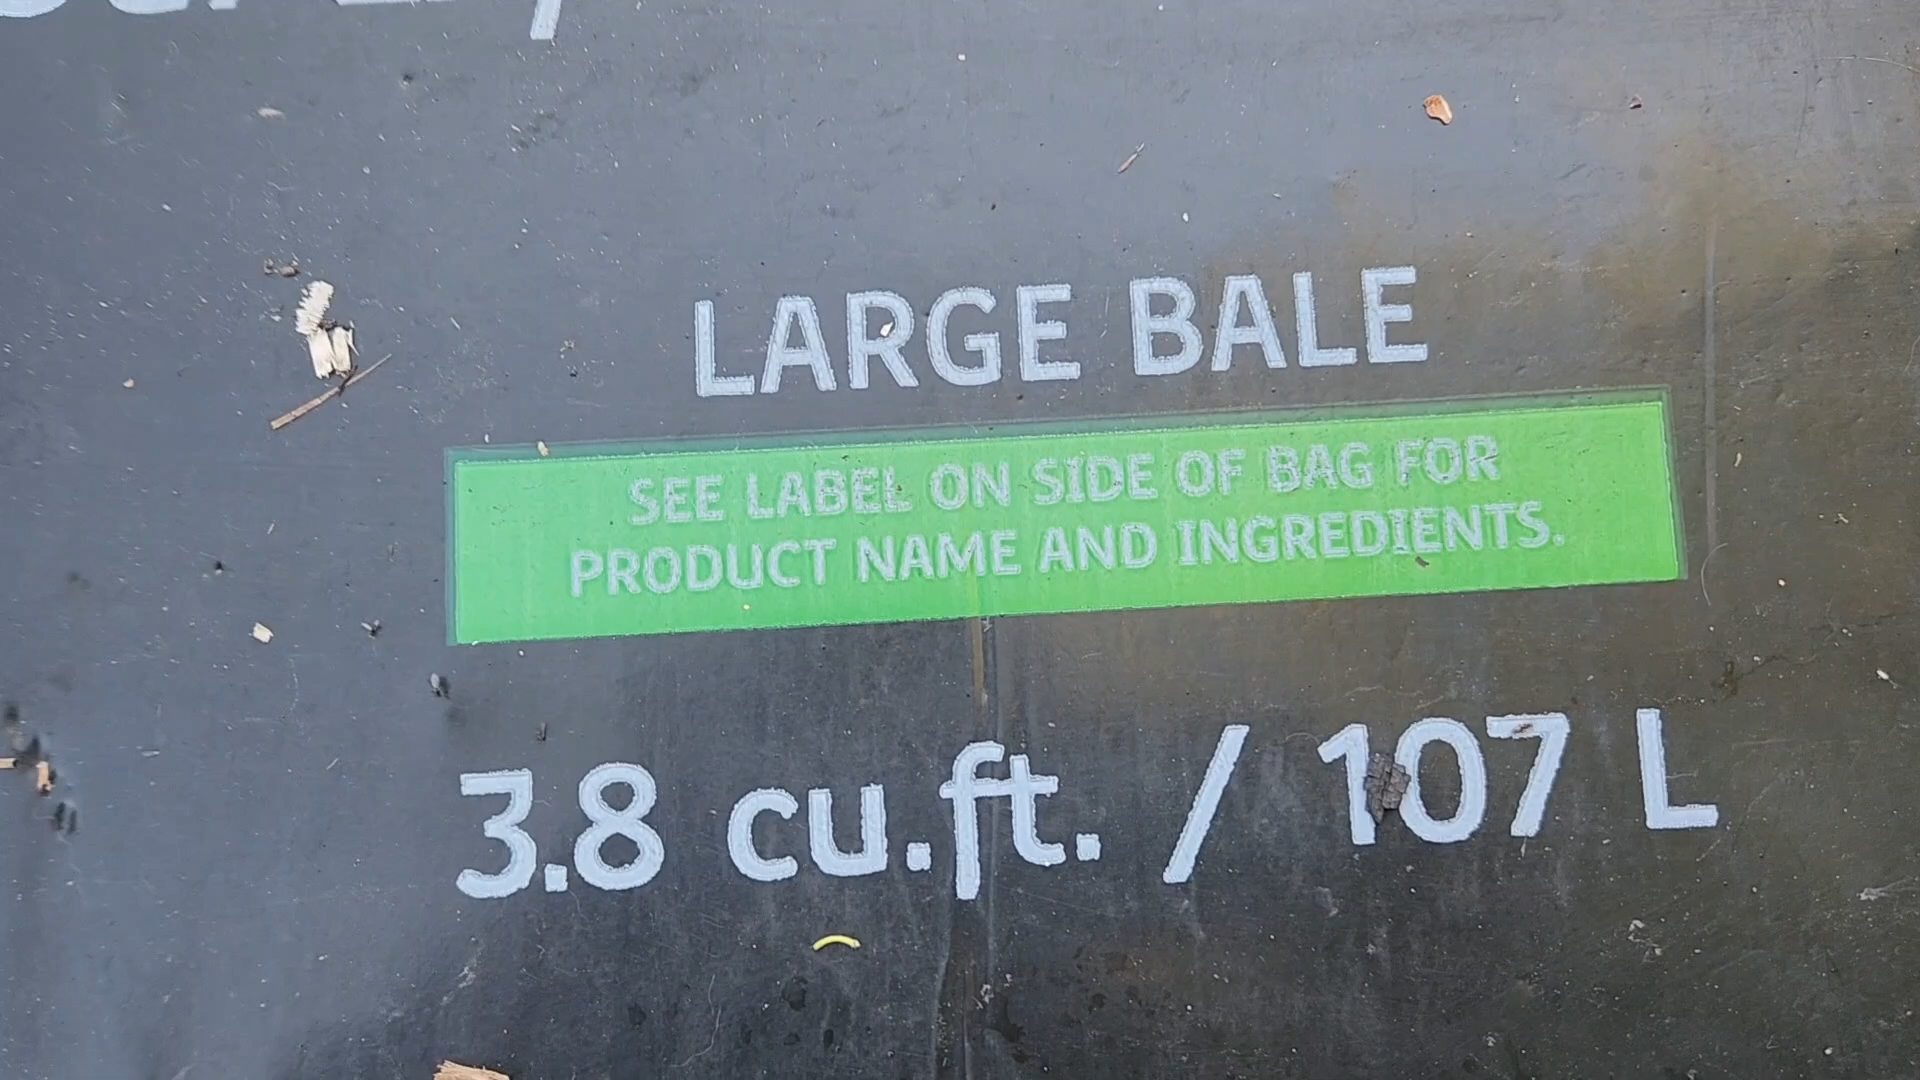 LARGE BALE
SEE LABEL ON SIDE OF BAG FOR
PRODUCT NAME AND INGREDIENTS.
3.8 cu.ft. / 107 L